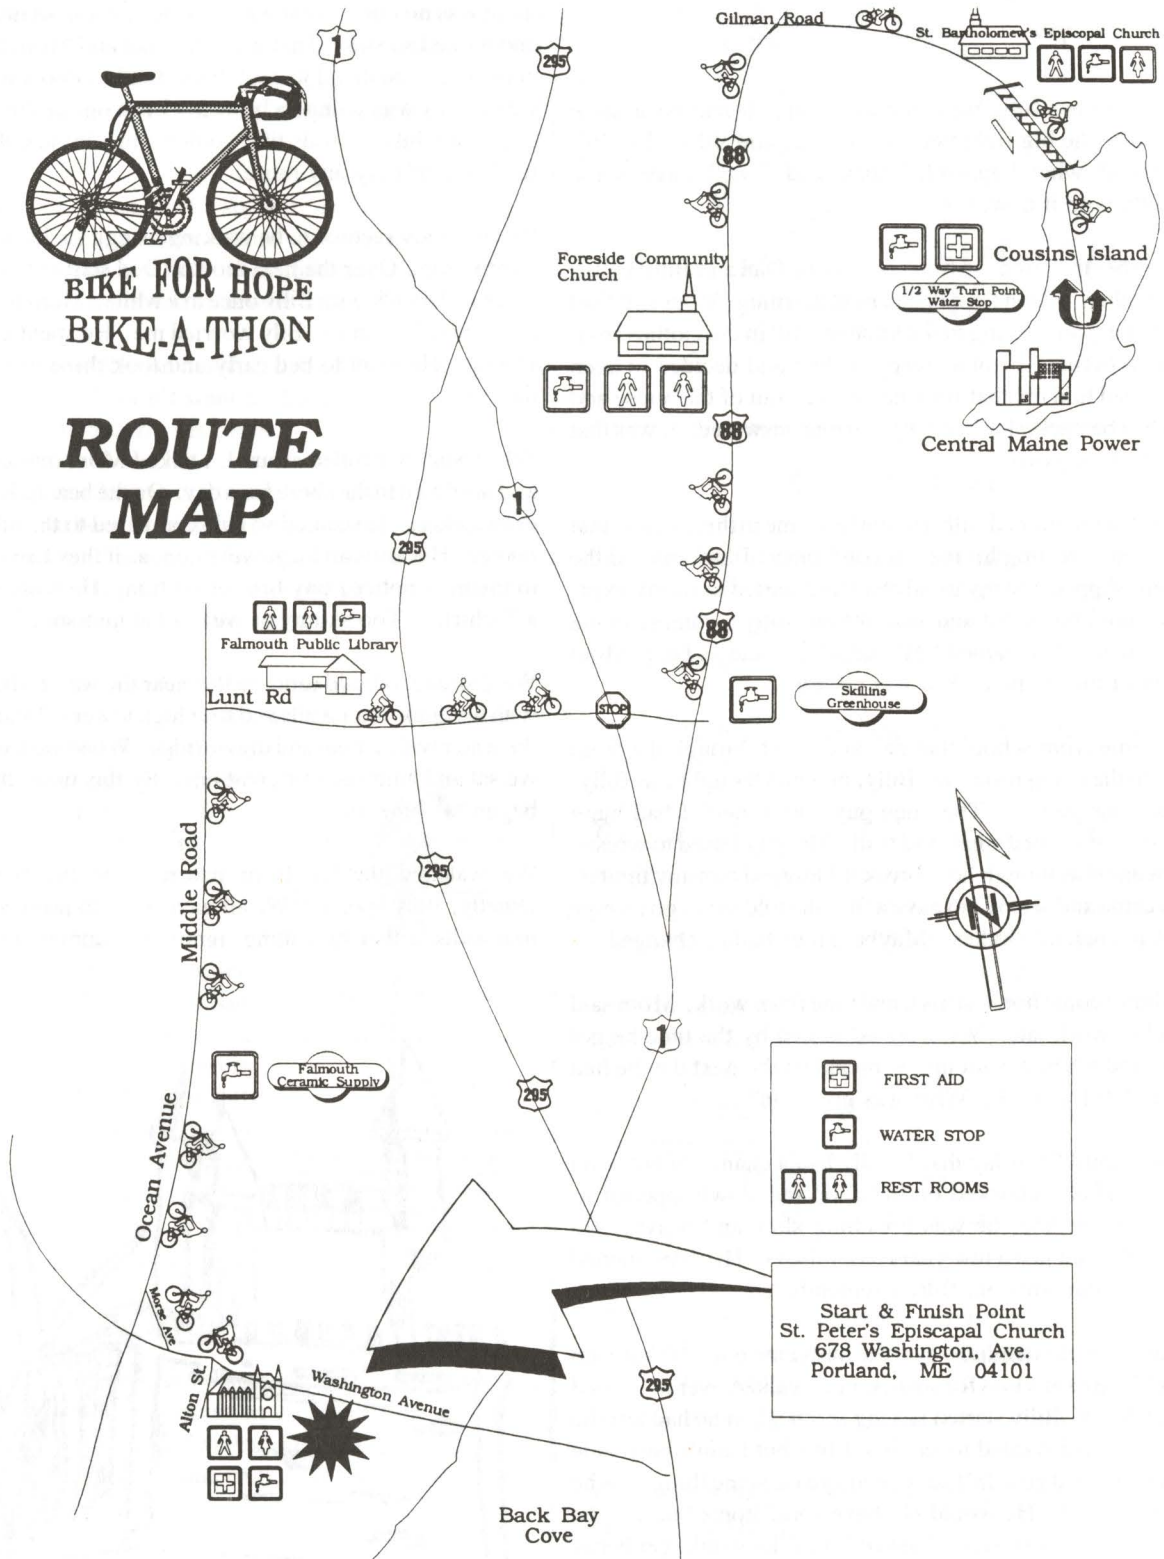 1
295
Gilman Road
St. Bartholomew's Episcopal Church
88
BIKE FOR HOPE
BIKE-A-THON
ROUTE
MAP
Foreside Community
Church
Cousins Island
1/2 Way Turn Point
Water Stop
Central Maine Power
88
1
295
88
Falmouth Public Library
Lunt Rd
STOP
Skillins
Greenhouse
Middle Road
295
N
1
Falmouth
Ceramic Supply
295
FIRST AID
WATER STOP
REST ROOMS
Ocean Avenue
Morse Ave
Alton St
Washington Avenue
295
Start & Finish Point
St. Peter's Episcapal Church
678 Washington, Ave.
Portland, ME 04101
Back Bay
Cove